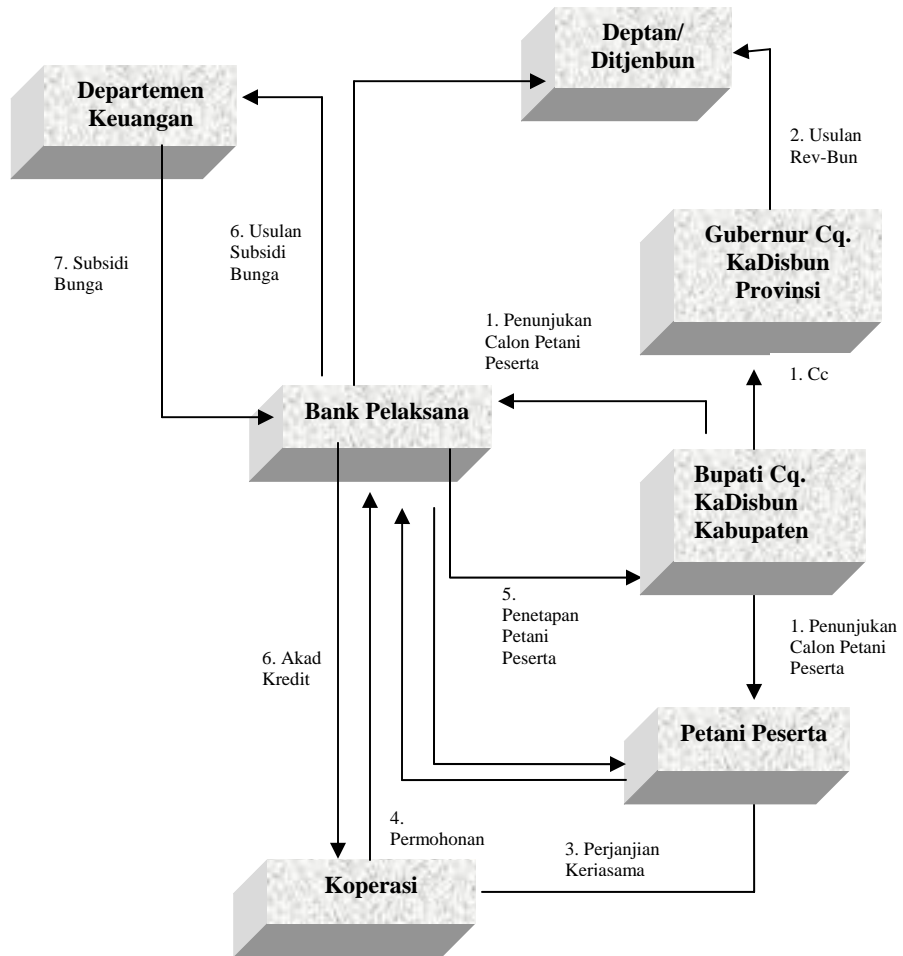 Deptan/
Ditjenbun
Departemen
Keuangan
2. Usulan
Rev-Bun
6. Usulan
Subsidi
Bunga
Gubernur Cq.
KaDisbun
Provinsi
7. Subsidi
Bunga
1. Penunjukan
Calon Petani
Peserta
1. Cc
Bank Pelaksana
Bupati Cq.
KaDisbun
Kabupaten
5.
Penetapan
Petani
Peserta
1. Penunjukan
Calon Petani
Peserta
6. Akad
Kredit
Petani Peserta
4.
Permohonan
3. Perjanjian
Keriasama
Koperasi